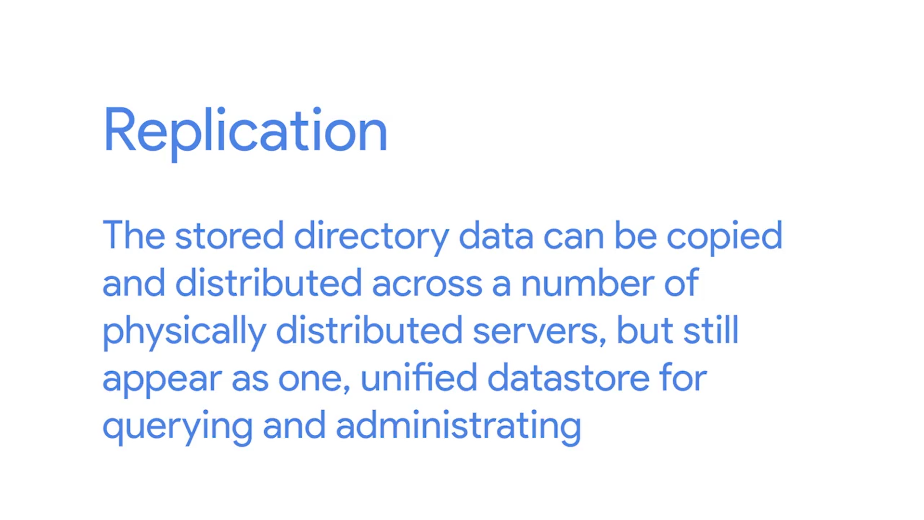 Replication
The stored directory data can be copied
and distributed across a number of
physically distributed servers, but still
appear as one, unified datastore for
querying and administrating